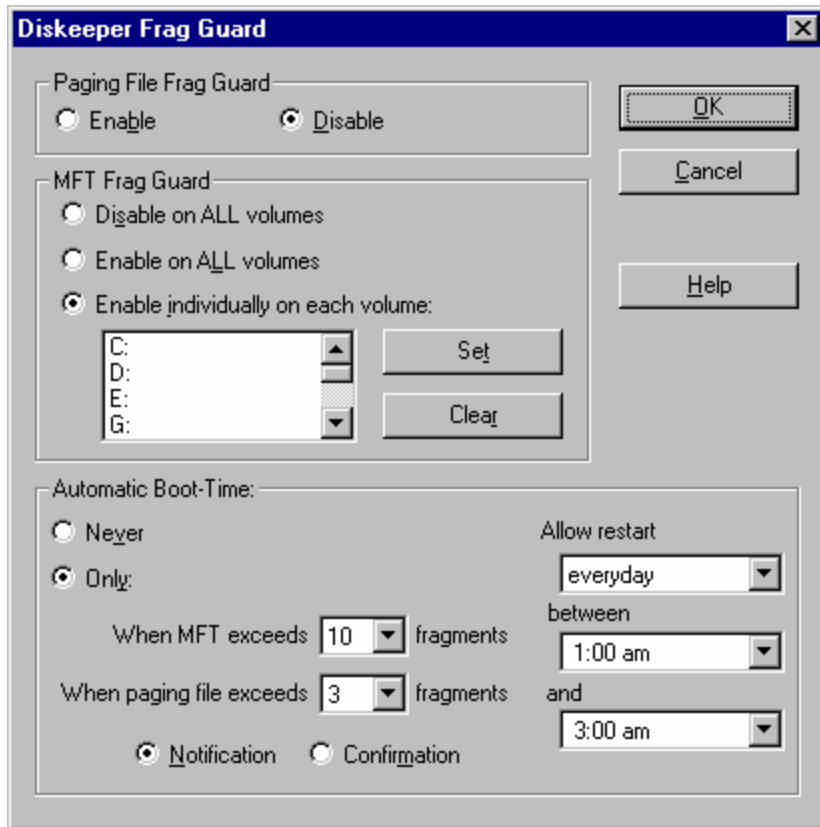 Diskeeper Frag Guard
Paging File Frag Guard
Enable Disable
OK
Cancel
MFT Frag Guard
Disable on ALL volumes
Enable on ALL volumes
Help
Enable individually on each volume:
C:
D:
E:
G:
Set
Clear
Automatic Boot-Time:
Never
Allow restart
Only:
everyday
between
When MFT exceeds 10 fragments
1:00 am
When paging file exceeds 3 fragments
and
3:00 am
Notification Confirmation